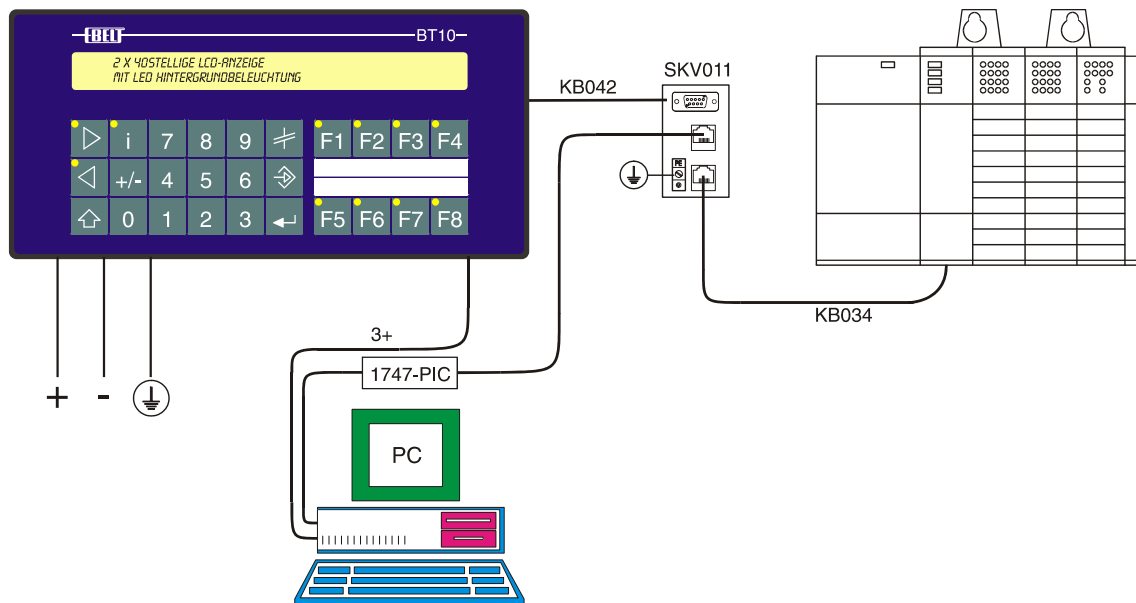 EBELT
BT10
2 X 40STELLIGE LCD-ANZEIGE
MIT LED HINTERGRUNDBELEUCHTUNG
i 7 8 9 F1 F2 F3 F4
+/- 4 5 6
0 1 2 3 F5 F6 F7 F8
KB042
SKV011
PE
KB034
3+
1747-PIC
+ -
PC